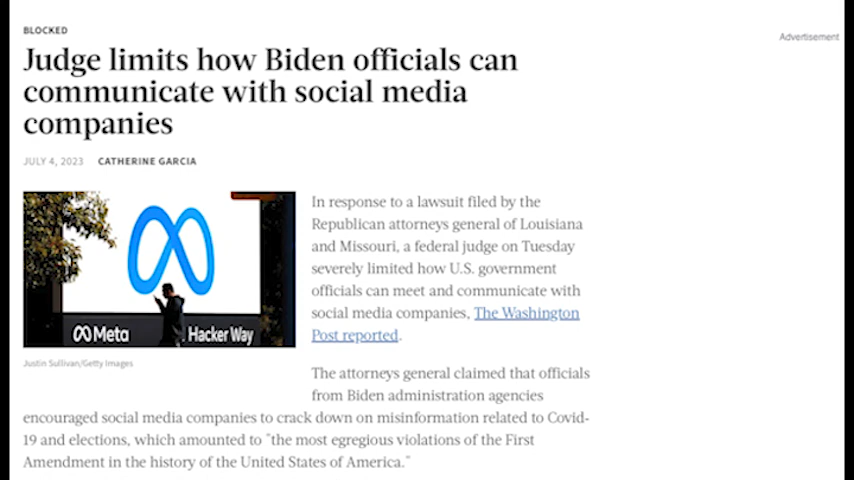 BLOCKED
Advertisement
Judge limits how Biden officials can
communicate with social media
companies
JULY 4, 2023 CATHERINE GARCIA
Meta
Hacker Way
Justin Sullivan/Getty Images
In response to a lawsuit filed by the
Republican attorneys general of Louisiana
and Missouri, a federal judge on Tuesday
severely limited how U.S. government
officials can meet and communicate with
social media companies, The Washington
Post reported.
The attorneys general claimed that officials
from Biden administration agencies
encouraged social media companies to crack down on misinformation related to Covid-
19 and elections, which amounted to "the most egregious violations of the First
Amendment in the history of the United States of America."